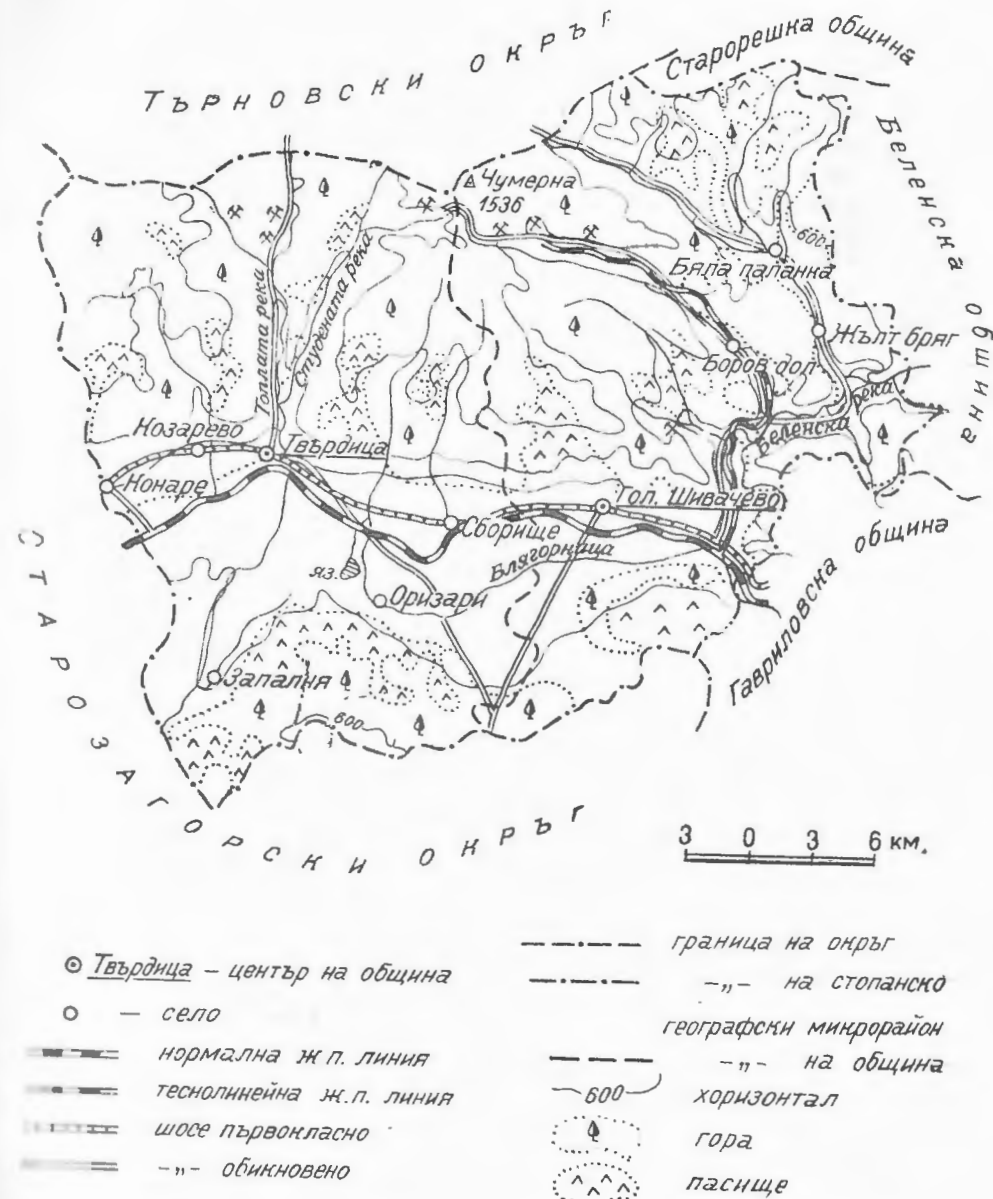 ТЪРНОВСКИ ОКРЪГ
Старорешка община
Беленска община
Чумерна
1536
600
Бяла паланка
Топлата река
Студената река
Жълт бряг
Боров дол
Беленска река
Козарево
Твърдица
Конаре
Гол. Шивачево
Сборище
Блягорница
Гавриловска община
яз.
Оризари
Запалня
600
СТАРОЗАГОРСКИ ОКРЪГ
3 0 3 6 км.
Твърдица – център на община
— село
нормална ж п. линия
теснолинейна ж.п. линия
шосе първокласно
–„– обикновено
граница на окръг
–„– на стопанско
географски микрорайон
–„– на община
600 хоризонтал
гора
пасище